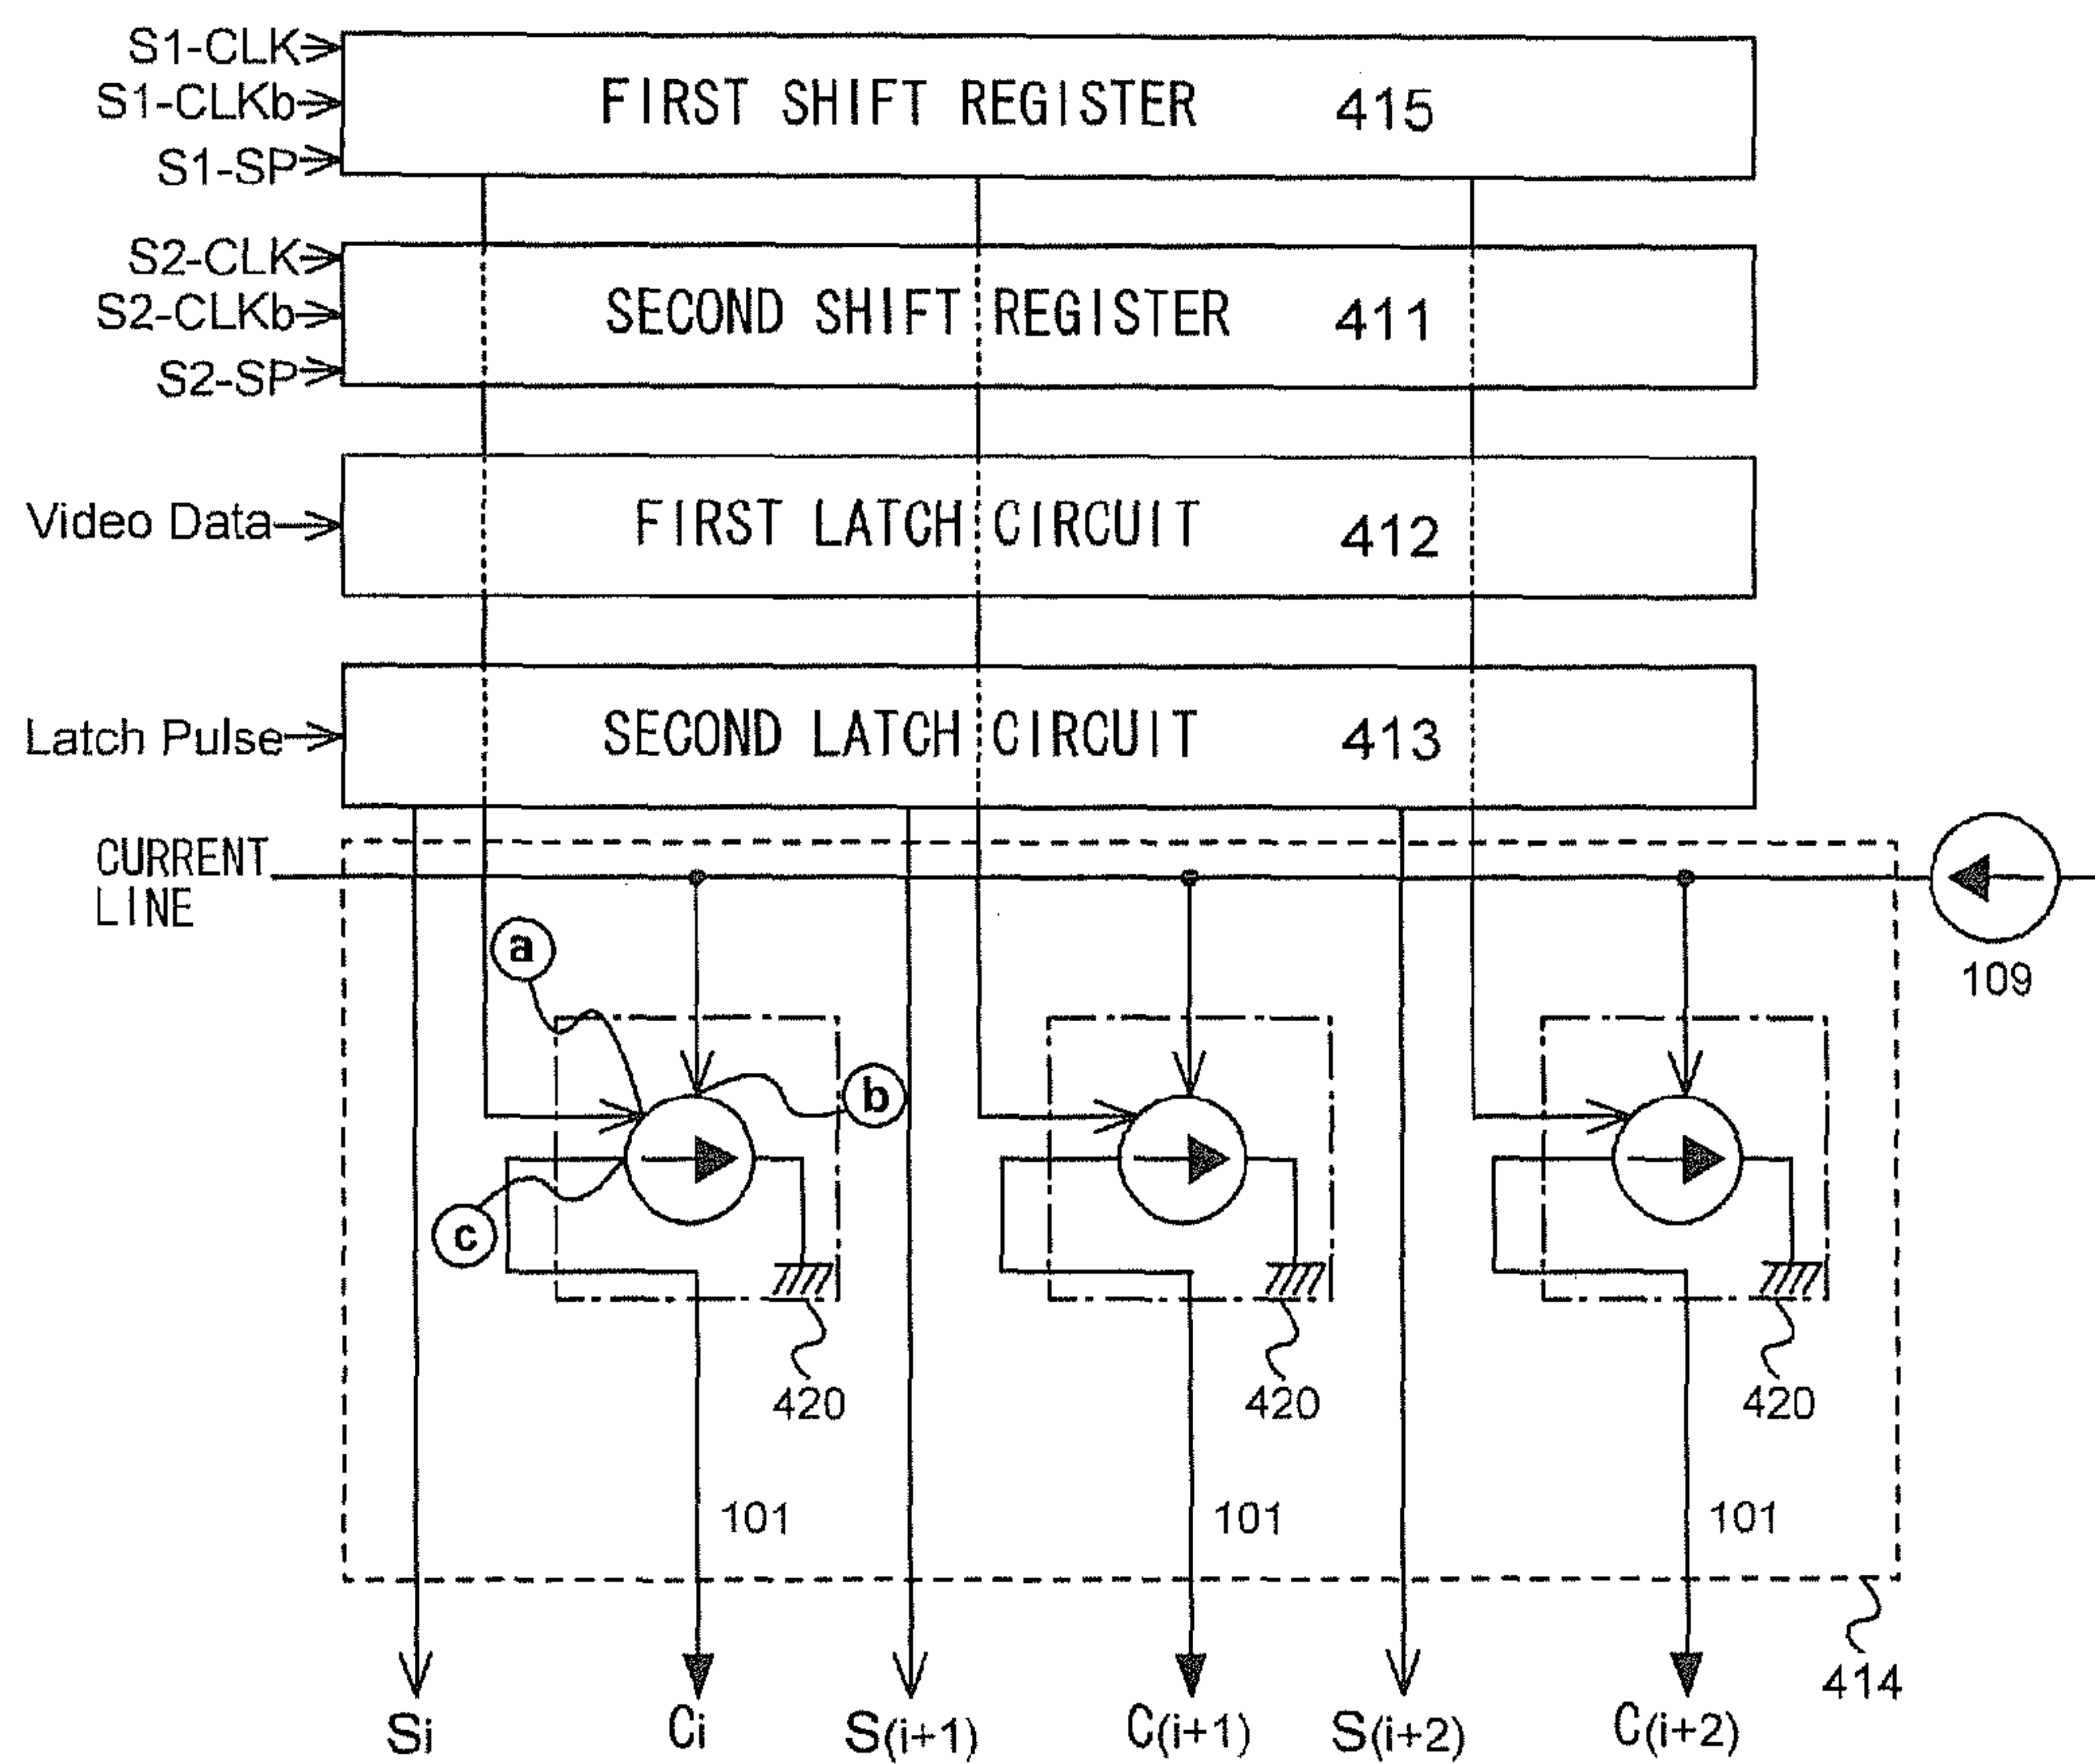 S1-CLK
S1-CLKb
S1-SP
FIRST SHIFT REGISTER 415
S2-CLK
S2-CLKb
S2-SP
SECOND SHIFT REGISTER 411
Video Data
FIRST LATCH CIRCUIT 412
Latch Pulse
SECOND LATCH CIRCUIT 413
CURRENT
LINE
109
a
b
c
420 420 420
101 101 101
414
Si Ci S(i+1) C(i+1) S(i+2) C(i+2)